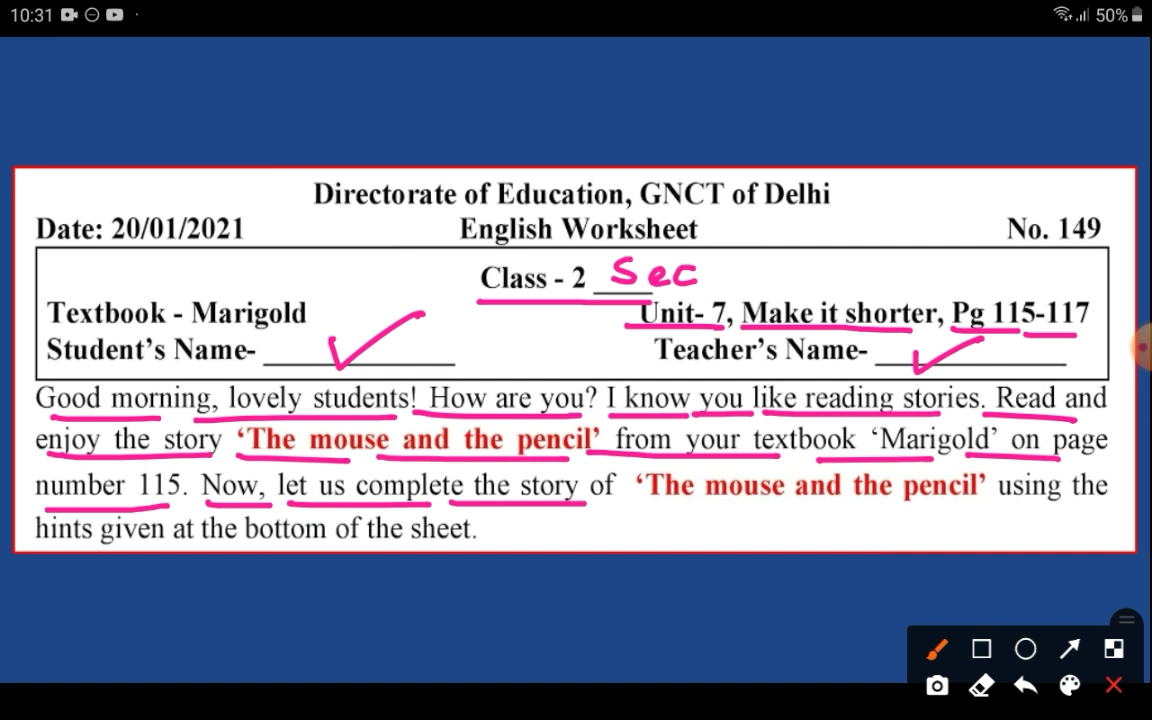 10:31 50%
Directorate of Education, GNCT of Delhi
Date: 20/01/2021 English Worksheet No. 149
Class - 2 ____ Sec
Textbook - Marigold Unit- 7, Make it shorter, Pg 115-117
Student's Name- ____________ Teacher's Name- ____________
Good morning, lovely students! How are you? I know you like reading stories. Read and
enjoy the story ‘The mouse and the pencil’ from your textbook ‘Marigold’ on page
number 115. Now, let us complete the story of ‘The mouse and the pencil’ using the
hints given at the bottom of the sheet.